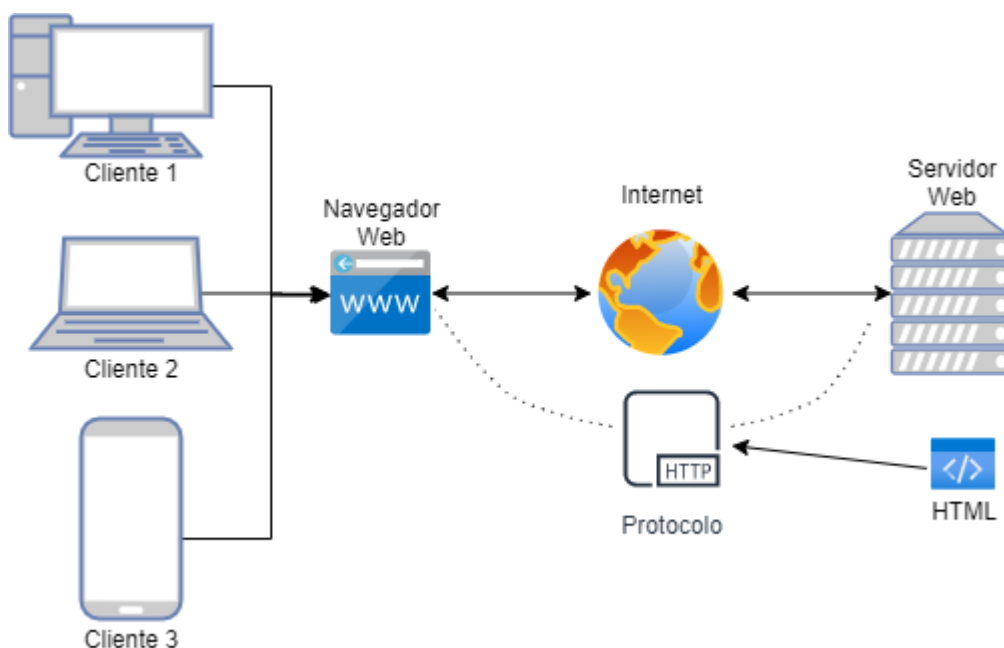 Cliente 1
Cliente 2
Cliente 3
Navegador
Web
WWW
Internet
Servidor
Web
HTTP
Protocolo
</>
HTML